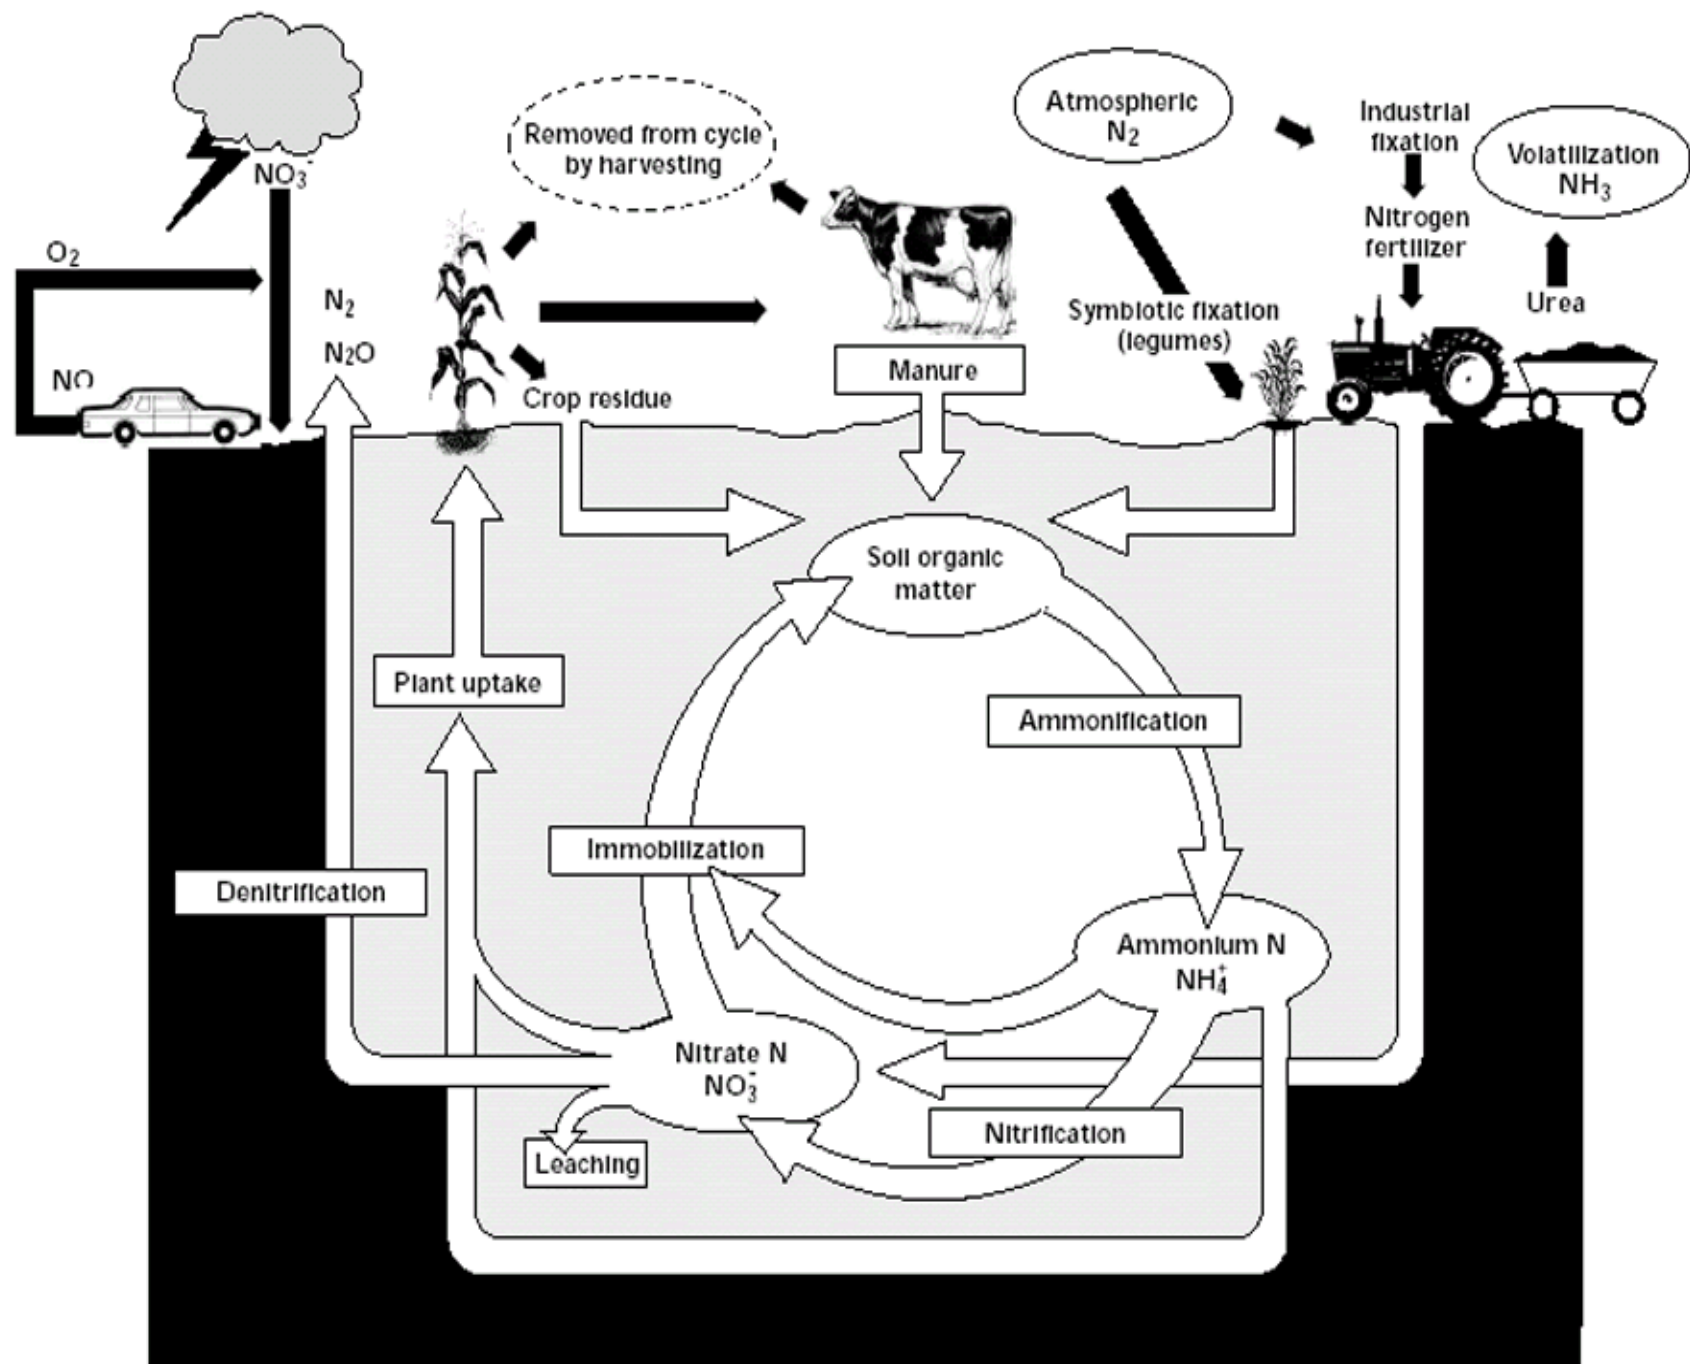 NO3-
O2
NO
N2
N2O
Removed from cycle
by harvesting
Atmospheric
N2
Industrial
fixation
Nitrogen
fertilizer
Volatilization
NH3
Urea
Symbiotic fixation
(legumes)
Crop residue
Manure
Soil organic
matter
Plant uptake
Ammonification
Immobilization
Denitrification
Ammonium N
NH4+
Nitrate N
NO3-
Nitrification
Leaching